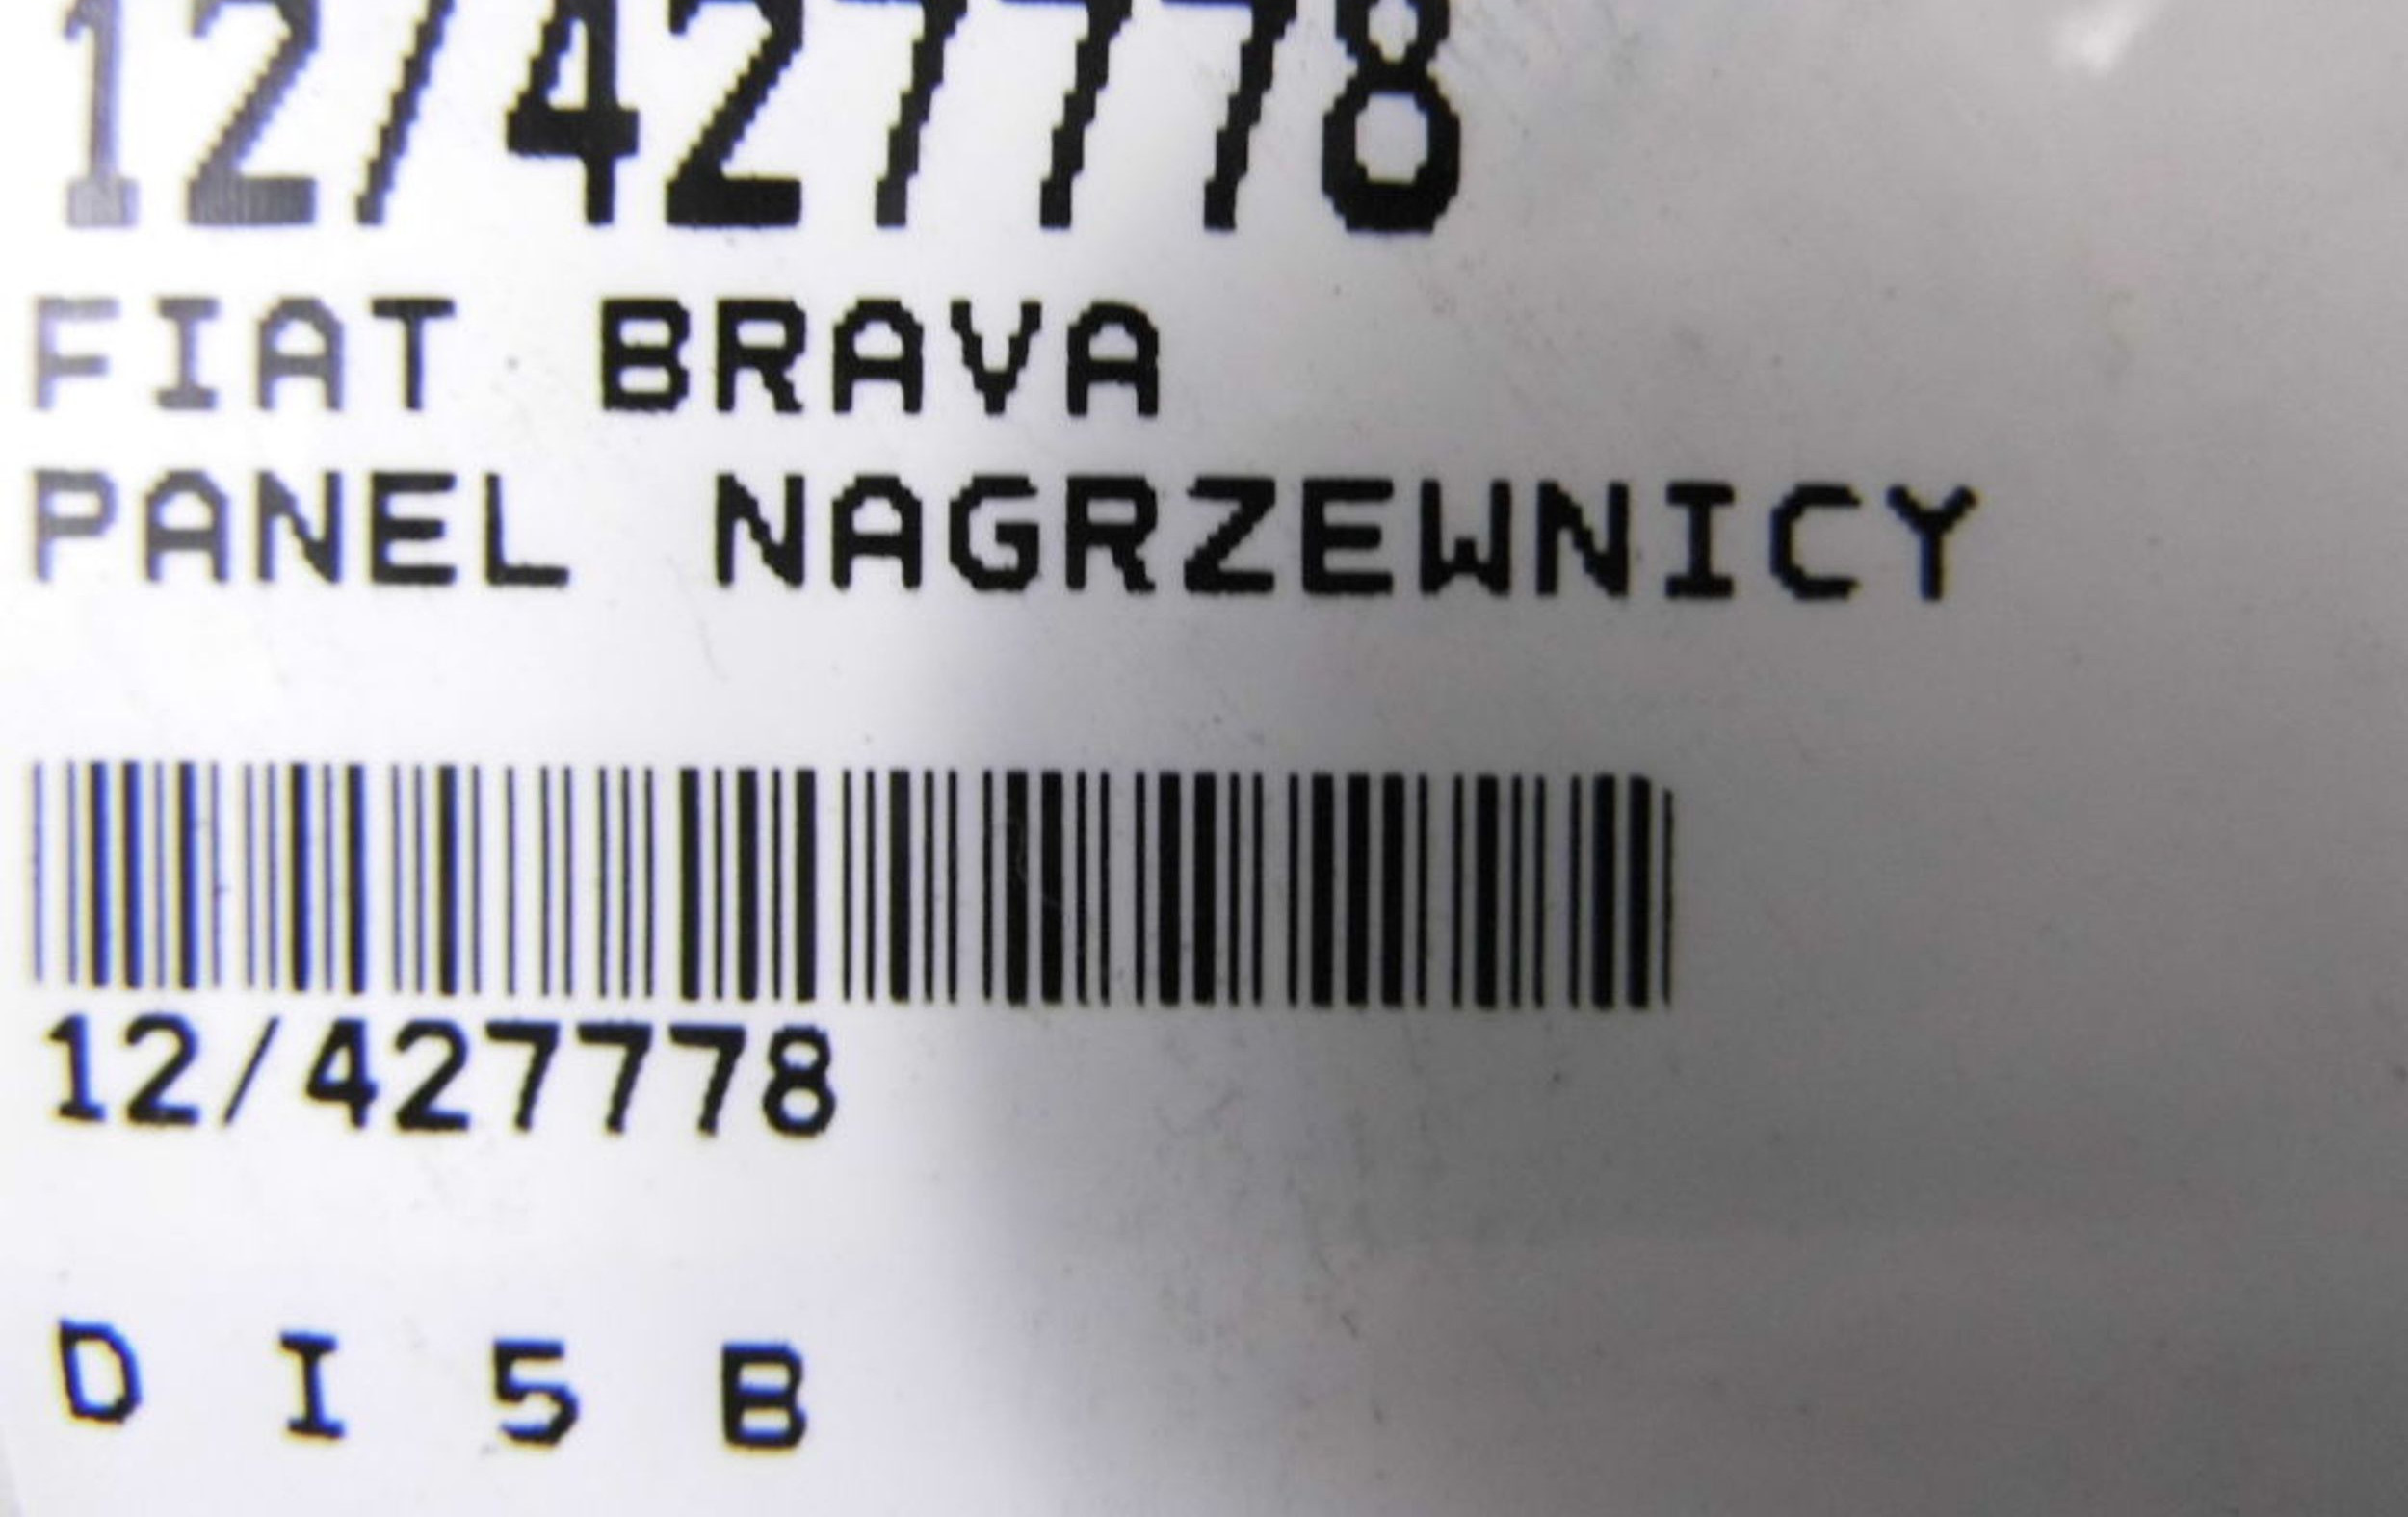 12/427778
FIAT BRAVA
PANEL NAGRZEWNICY
12/427778
D I 5 B